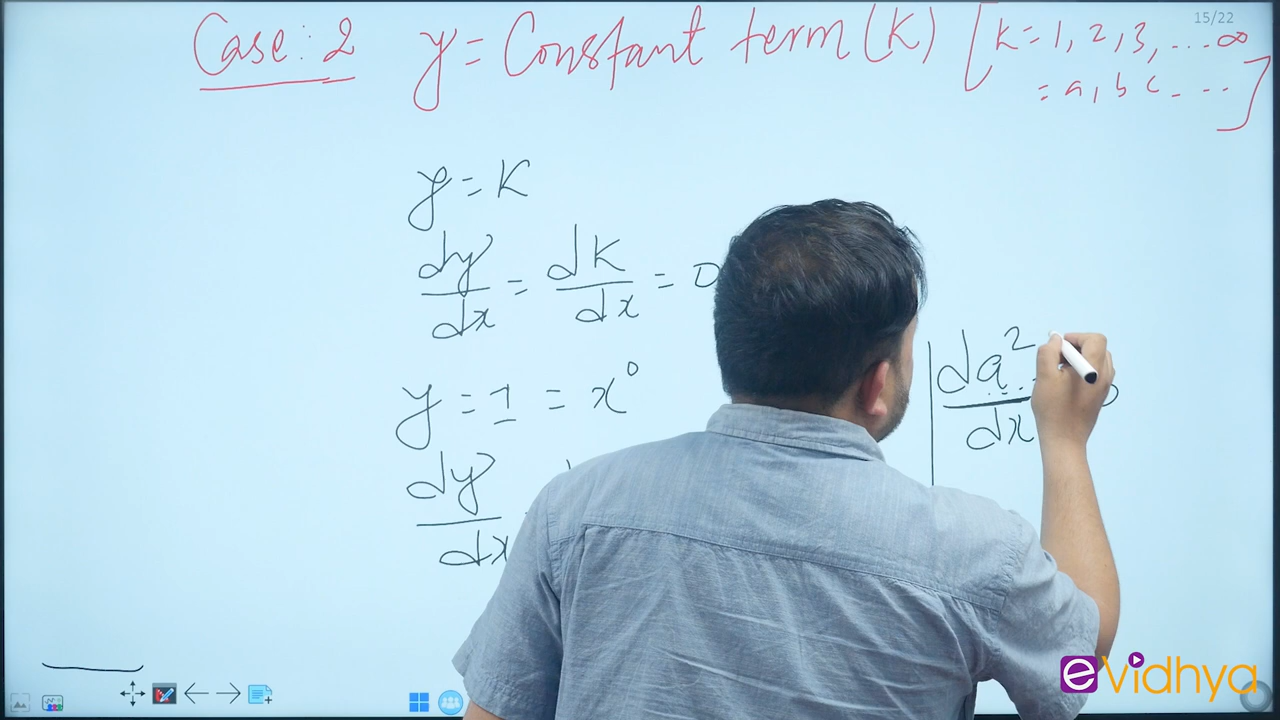 15/22
Case: 2 y = Constant term (K) [K = 1, 2, 3, ... ∞
= a, b c - - - ]
y = K
dy/dx = dK/dx = 0
y = 1 = x⁰
dy/dx
da²/dx
eVidhya